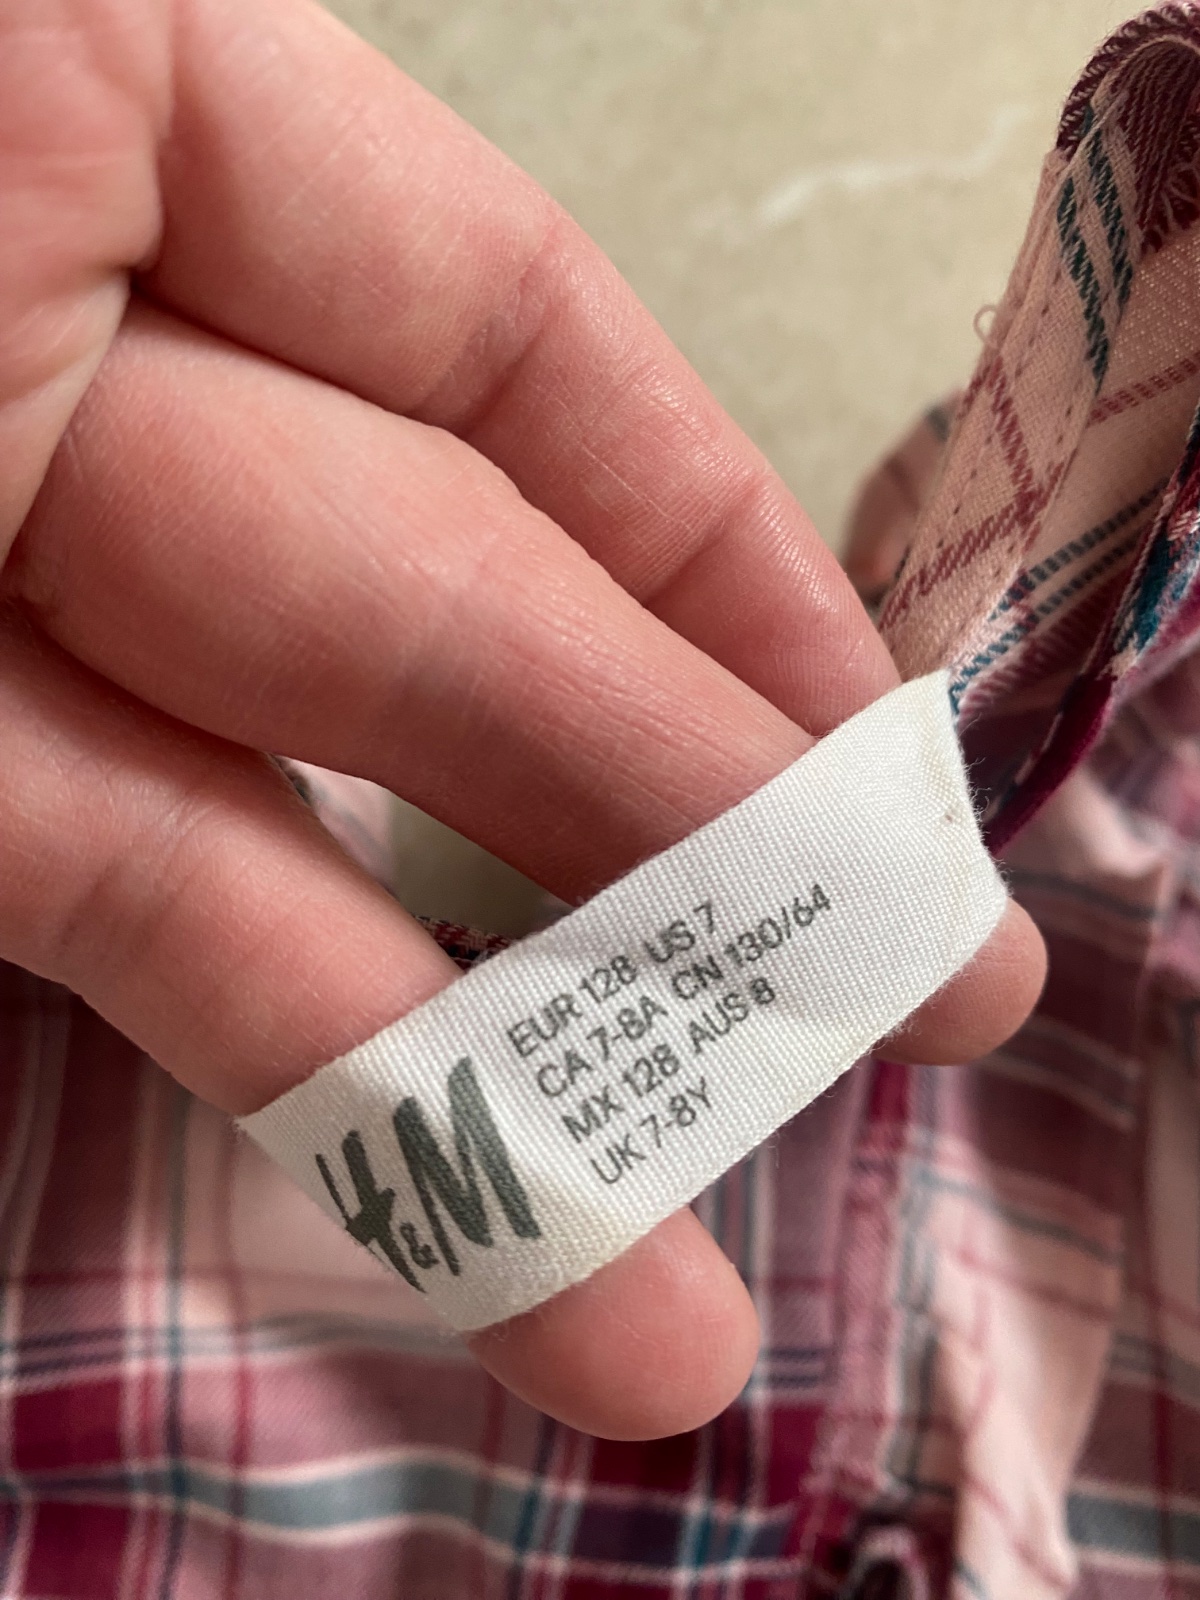 H&M
EUR 128 US 7
CA 7-8A CN 130/64
MX 128 AUS 8
UK 7-8Y